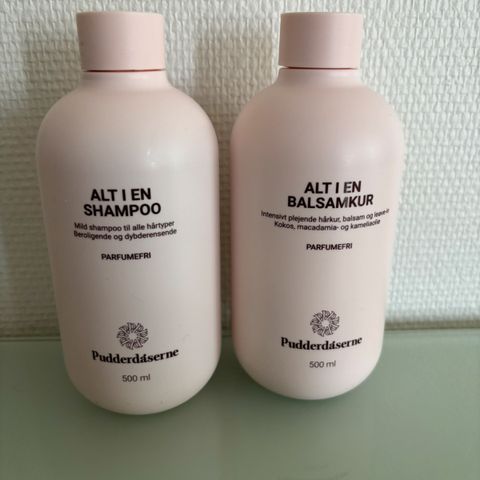 ALT I EN
SHAMPOO
Mild shampoo til alle hårtyper
Beroligende og dybderensende
PARFUMEFRI
Pudderdåserne
500 ml
ALT I EN
BALSAMKUR
Intensivt plejende hårkur, balsam og leave-in
Kokos, macadamia- og kameliaolie
PARFUMEFRI
Pudderdåserne
500 ml